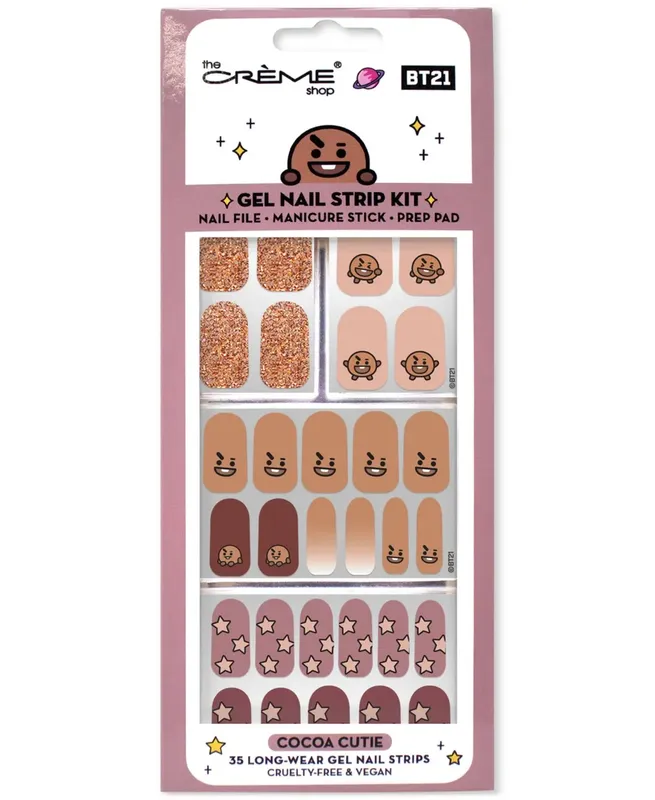 the
CRÈME®
shop
BT21
GEL NAIL STRIP KIT
NAIL FILE • MANICURE STICK • PREP PAD
©BT21
©BT21
COCOA CUTIE
35 LONG-WEAR GEL NAIL STRIPS
CRUELTY-FREE & VEGAN